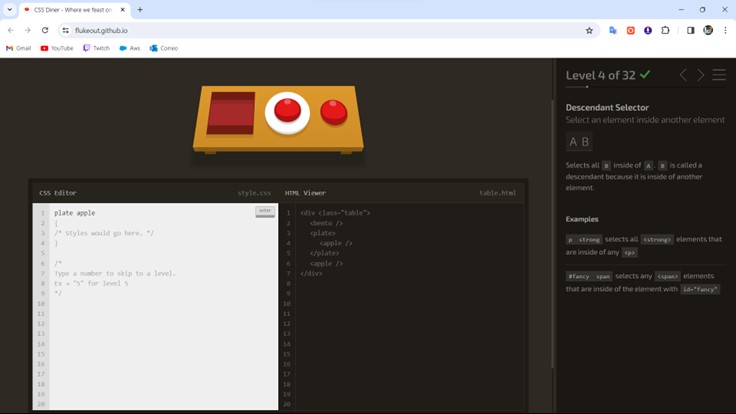 CSS Diner - Where we feast on
flukeout.github.io
Gmail
YouTube
Twitch
Aws
Correo
Level 4 of 32
Descendant Selector
Select an element inside another element
A B
Selects all B inside of A. B is called a
descendant because it is inside of another
element.
Examples
p strong selects all <strong> elements that
are inside of any <p>
#fancy span selects any <span> elements
that are inside of the element with id="fancy"
CSS Editor
style.css
1 plate apple
enter
2 {
3 /* Styles would go here. */
4 }
5
6 /*
7 Type a number to skip to a level.
8 Ex → "5" for level 5
9 */
10
11
12
13
14
15
16
17
18
19
20
HTML Viewer
table.html
1 <div class="table">
2 <bento />
3 <plate>
4 <apple />
5 </plate>
6 <apple />
7 </div>
8
9
10
11
12
13
14
15
16
17
18
19
20